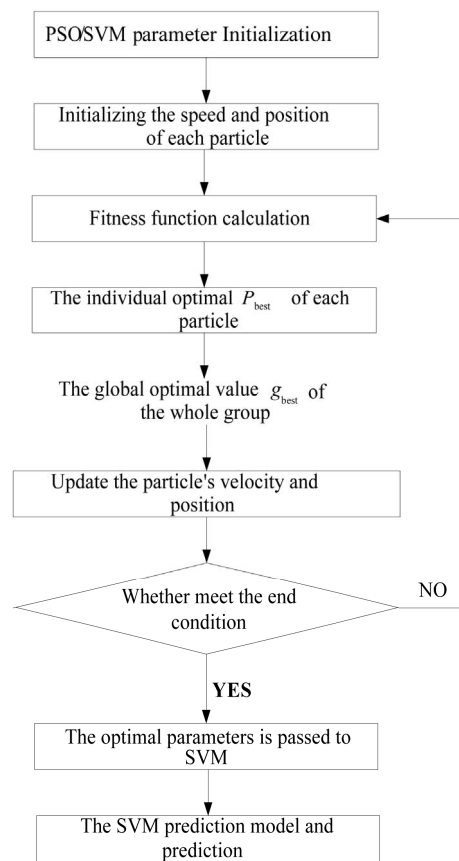 PSO/SVM parameter Initialization
Initializing the speed and position
of each particle
Fitness function calculation
The individual optimal P_best of each
particle
The global optimal value g_best of
the whole group
Update the particle's velocity and
position
Whether meet the end
condition
NO
YES
The optimal parameters is passed to
SVM
The SVM prediction model and
prediction